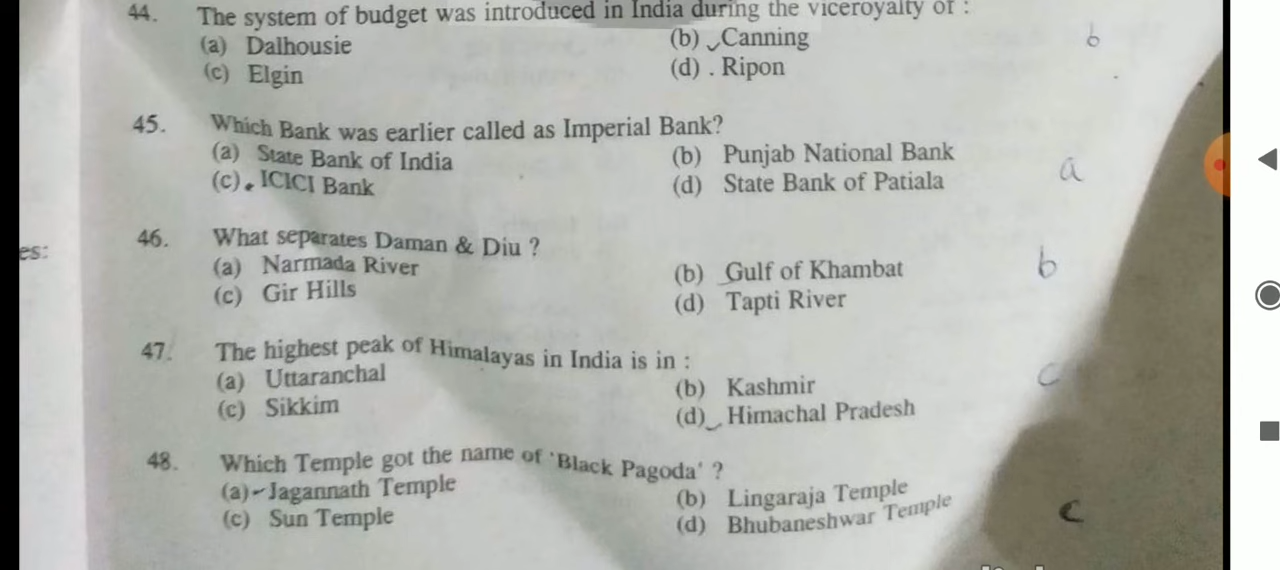 44. The system of budget was introduced in India during the viceroyalty of :
(a) Dalhousie (b) Canning b
(c) Elgin (d) . Ripon
45. Which Bank was earlier called as Imperial Bank?
(a) State Bank of India (b) Punjab National Bank a
(c) . ICICI Bank (d) State Bank of Patiala
es:
46. What separates Daman & Diu ?
(a) Narmada River (b) Gulf of Khambat b
(c) Gir Hills (d) Tapti River
47. The highest peak of Himalayas in India is in :
(a) Uttaranchal (b) Kashmir c
(c) Sikkim (d) Himachal Pradesh
48. Which Temple got the name of 'Black Pagoda' ?
(a) Jagannath Temple (b) Lingaraja Temple
(c) Sun Temple (d) Bhubaneshwar Temple c